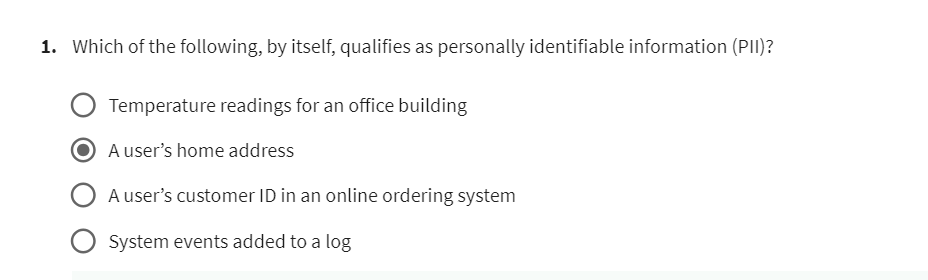 1. Which of the following, by itself, qualifies as personally identifiable information (PII)?
Temperature readings for an office building
A user’s home address
A user’s customer ID in an online ordering system
System events added to a log